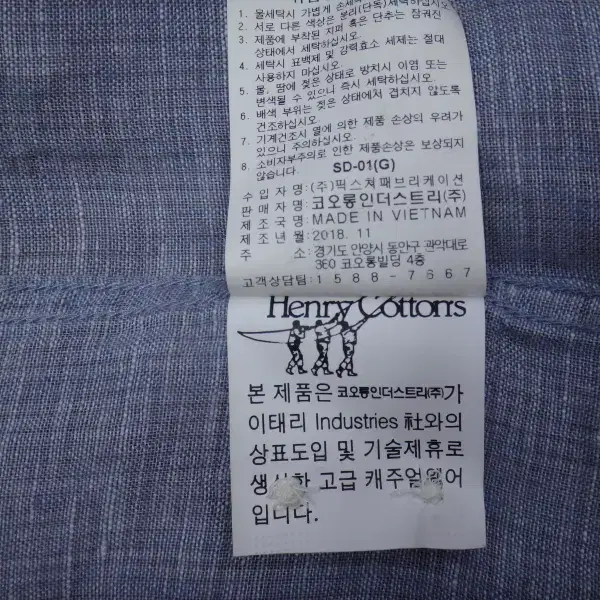 1. 울세탁시 가볍게 손세탁하십시오.
2. 서로 다른 색상은 분리(단독)세탁하십시오.
3. 제품에 부착된 지퍼 혹은 단추는 잠궈진
상태에서 세탁하십시오.
4. 세탁시 표백제 및 강력효소 세제는 절대
사용하지 마십시오.
5. 물, 땀에 젖은 상태로 방치시 이염 또는
변색될 수 있으니 즉시 세탁하십시오.
6. 배색 부위는 젖은 상태에서 겹치지 않도록
건조하십시오.
7. 기계건조시 열에 의한 제품 손상의 우려가
있으니 주의하십시오.
8. 소비자부주의로 인한 제품손상은 보상되지
않습니다.
SD-01(G)
수 입 자 명:(주)픽스쳐패브리케이션
판 매 자 명:코오롱인더스트리(주)
제 조 국 명:MADE IN VIETNAM
제 조 년 월:2018. 11
주 소:경기도 안양시 동안구 관악대로
360 코오롱빌딩 4층
고객상담팀:1588-7667
Henry Cotton's
본 제품은 코오롱인더스트리(주)가
이태리 Industries 社와의
상표도입 및 기술제휴로
생산한 고급 캐주얼웨어
입니다.